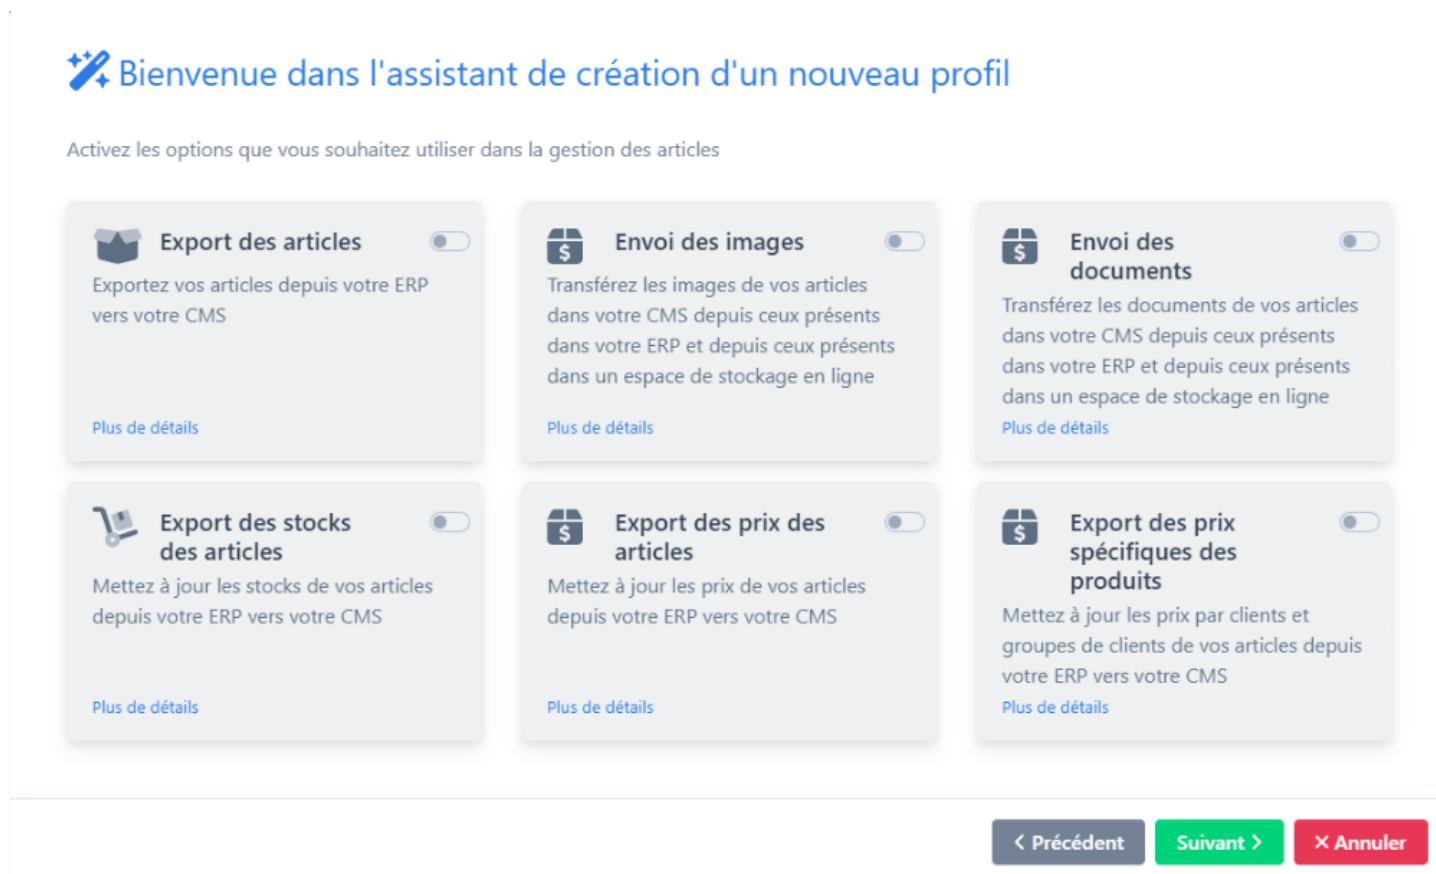 Bienvenue dans l'assistant de création d'un nouveau profil
Activez les options que vous souhaitez utiliser dans la gestion des articles
Export des articles
Exportez vos articles depuis votre ERP
vers votre CMS
Plus de détails
Envoi des images
Transférez les images de vos articles
dans votre CMS depuis ceux présents
dans votre ERP et depuis ceux présents
dans un espace de stockage en ligne
Plus de détails
Envoi des
documents
Transférez les documents de vos articles
dans votre CMS depuis ceux présents
dans votre ERP et depuis ceux présents
dans un espace de stockage en ligne
Plus de détails
Export des stocks
des articles
Mettez à jour les stocks de vos articles
depuis votre ERP vers votre CMS
Plus de détails
Export des prix des
articles
Mettez à jour les prix de vos articles
depuis votre ERP vers votre CMS
Plus de détails
Export des prix
spécifiques des
produits
Mettez à jour les prix par clients et
groupes de clients de vos articles depuis
votre ERP vers votre CMS
Plus de détails
Précédent
Suivant
Annuler